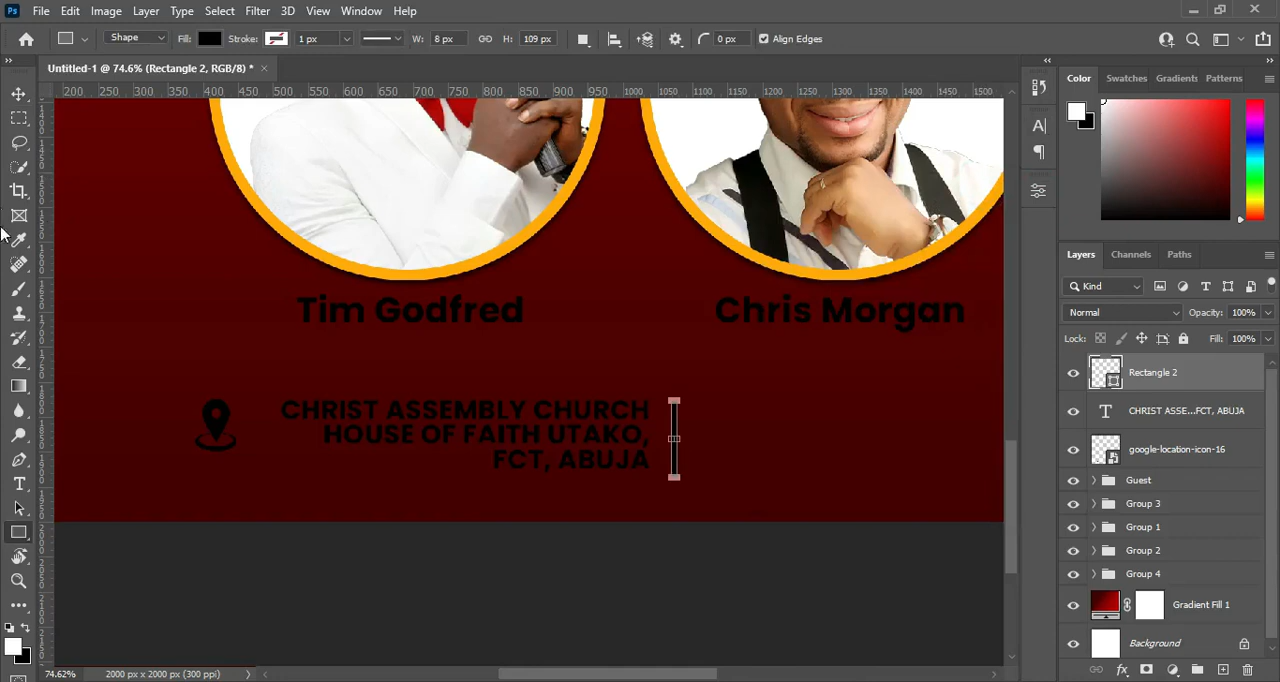 Ps File Edit Image Layer Type Select Filter 3D View Window Help
Shape Fill: Stroke: 1 px W: 8 px H: 109 px 0 px Align Edges
Untitled-1 @ 74.6% (Rectangle 2, RGB/8) *
200 250 300 350 400 450 500 550 600 650 700 750 800 850 900 950 1000 1050 1100 1150 1200 1250 1300 1350 1400 1450 1500
Tim Godfred
Chris Morgan
CHRIST ASSEMBLY CHURCH
HOUSE OF FAITH UTAKO,
FCT, ABUJA
74.62% 2000 px x 2000 px (300 ppi)
Color Swatches Gradients Patterns
Layers Channels Paths
Kind
Normal Opacity: 100%
Lock: Fill: 100%
Rectangle 2
CHRIST ASSE...FCT, ABUJA
google-location-icon-16
Guest
Group 3
Group 1
Group 2
Group 4
Gradient Fill 1
Background